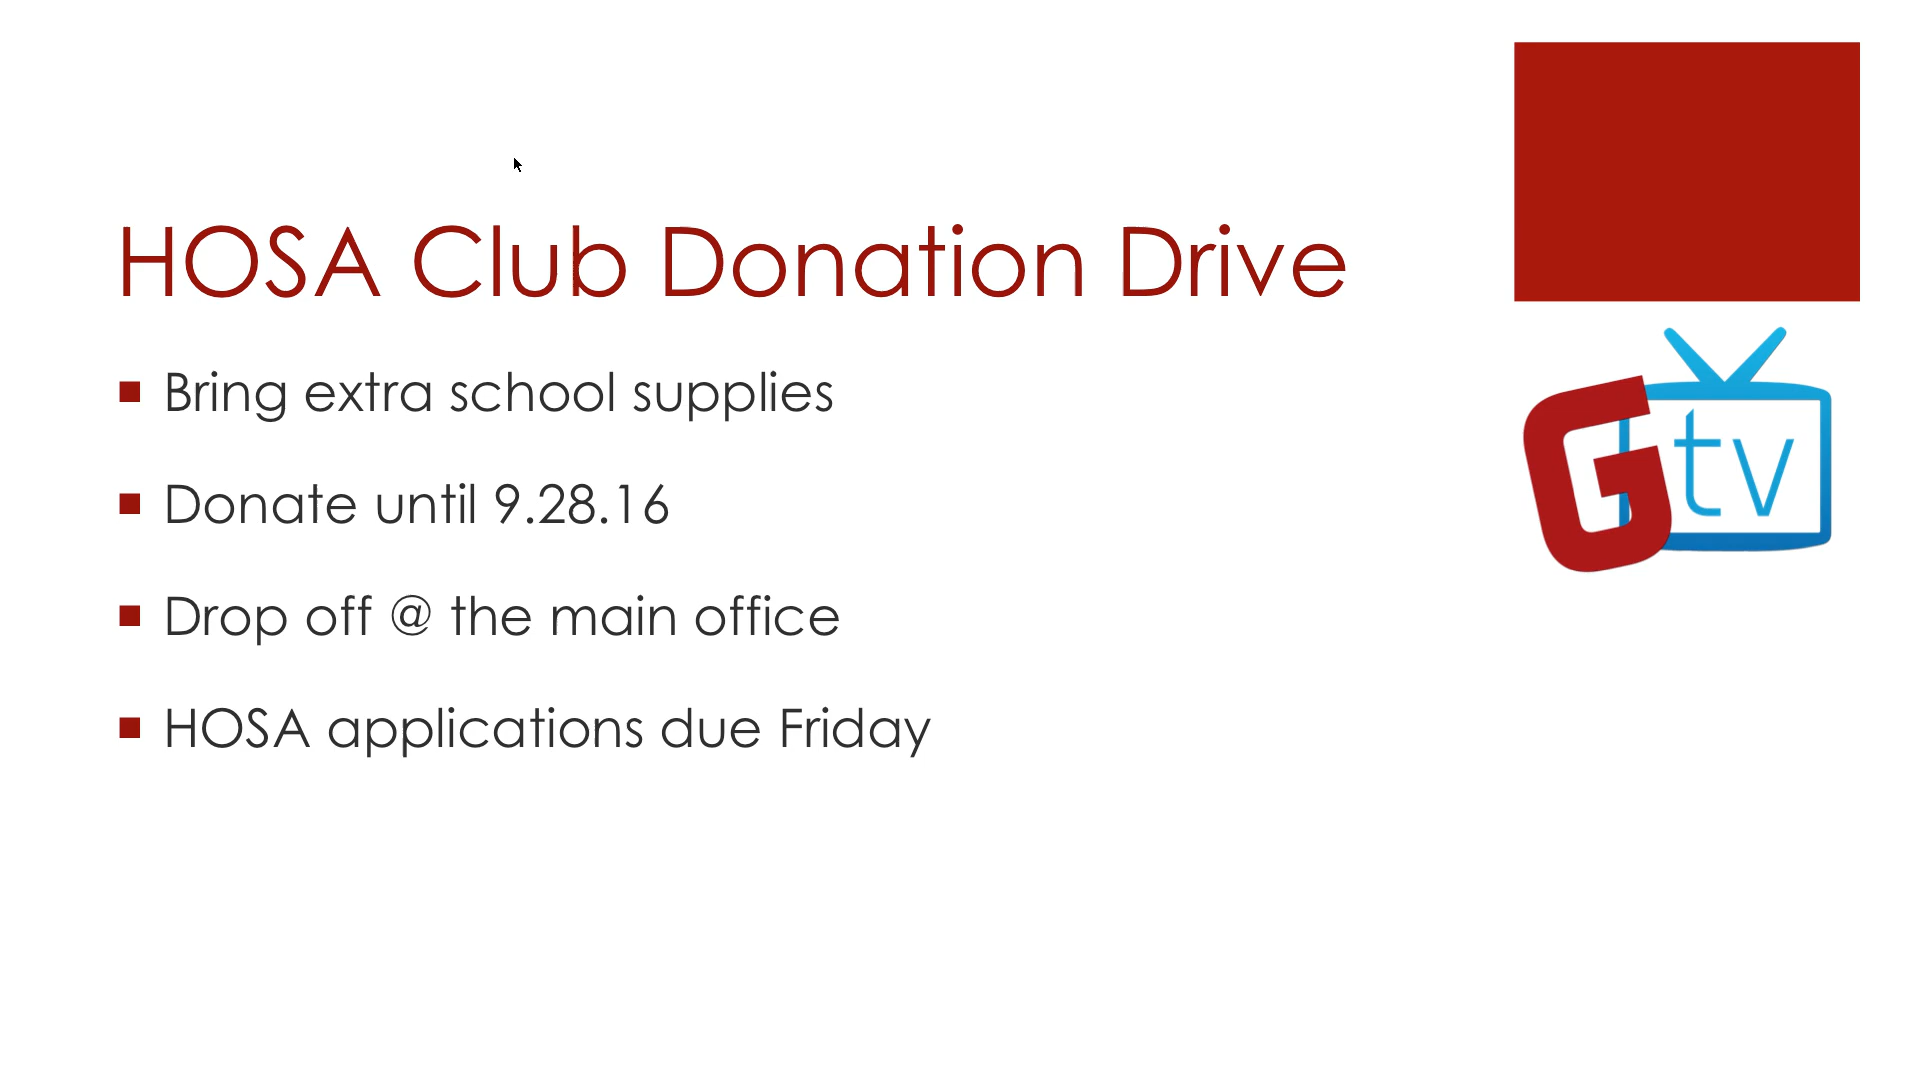 HOSA Club Donation Drive
Bring extra school supplies
Donate until 9.28.16
Drop off @ the main office
HOSA applications due Friday
Gtv